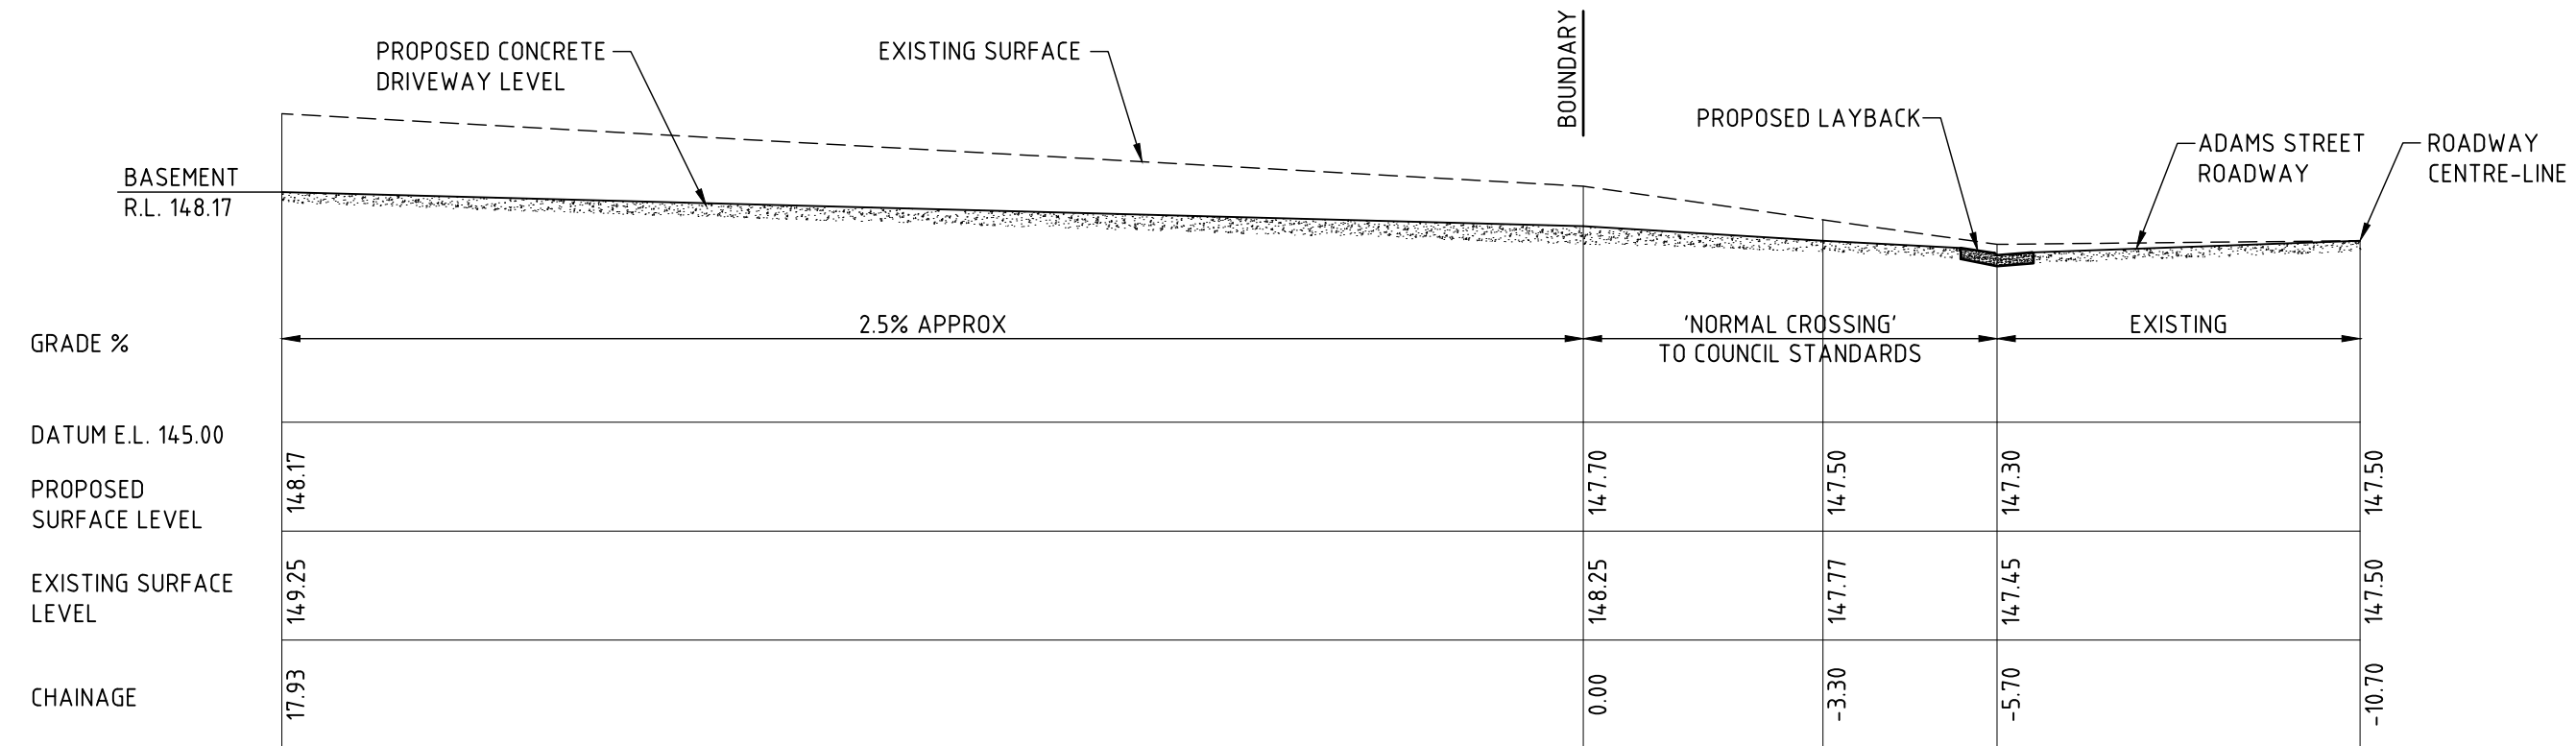 BOUNDARY
PROPOSED CONCRETE
DRIVEWAY LEVEL
EXISTING SURFACE
PROPOSED LAYBACK
ADAMS STREET
ROADWAY
ROADWAY
CENTRE-LINE
BASEMENT
R.L. 148.17
GRADE %
2.5% APPROX
'NORMAL CROSSING'
TO COUNCIL STANDARDS
EXISTING
DATUM E.L. 145.00
PROPOSED
SURFACE LEVEL
148.17
147.70
147.50
147.30
147.50
EXISTING SURFACE
LEVEL
149.25
148.25
147.77
147.45
147.50
CHAINAGE
17.93
0.00
-3.30
-5.70
-10.70